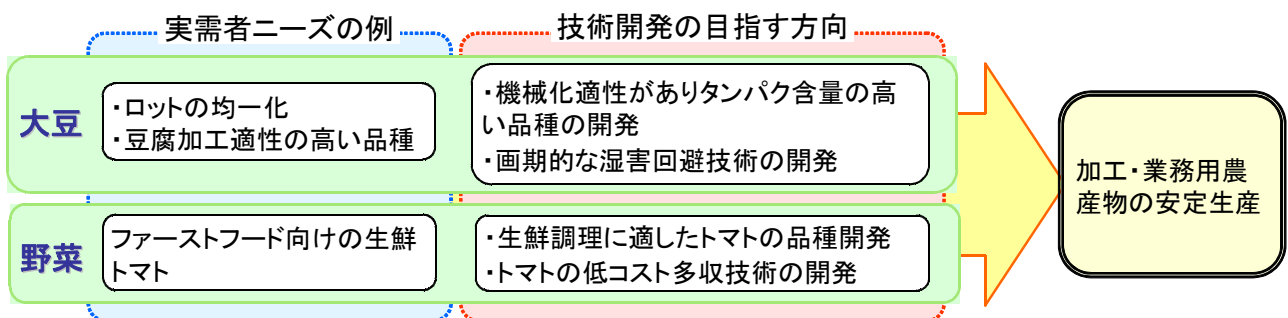 実需者ニーズの例
技術開発の目指す方向
大豆
・ロットの均一化
・豆腐加工適性の高い品種
・機械化適性がありタンパク含量の高
い品種の開発
・画期的な湿害回避技術の開発
野菜
ファーストフード向けの生鮮
トマト
・生鮮調理に適したトマトの品種開発
・トマトの低コスト多収技術の開発
加工・業務用農
産物の安定生産